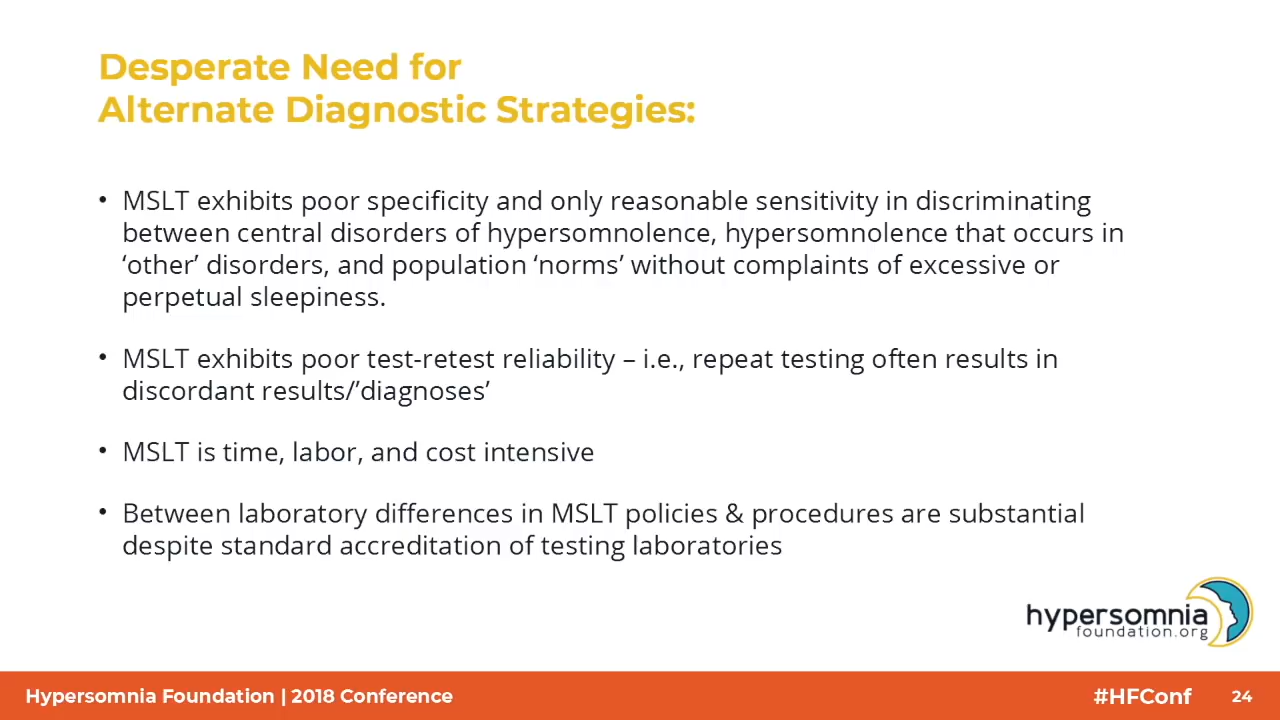 Desperate Need for
Alternate Diagnostic Strategies:
• MSLT exhibits poor specificity and only reasonable sensitivity in discriminating
between central disorders of hypersomnolence, hypersomnolence that occurs in
‘other’ disorders, and population ‘norms’ without complaints of excessive or
perpetual sleepiness.
• MSLT exhibits poor test-retest reliability – i.e., repeat testing often results in
discordant results/’diagnoses’
• MSLT is time, labor, and cost intensive
• Between laboratory differences in MSLT policies & procedures are substantial
despite standard accreditation of testing laboratories
hypersomnia
foundation.org
Hypersomnia Foundation | 2018 Conference
#HFConf
24